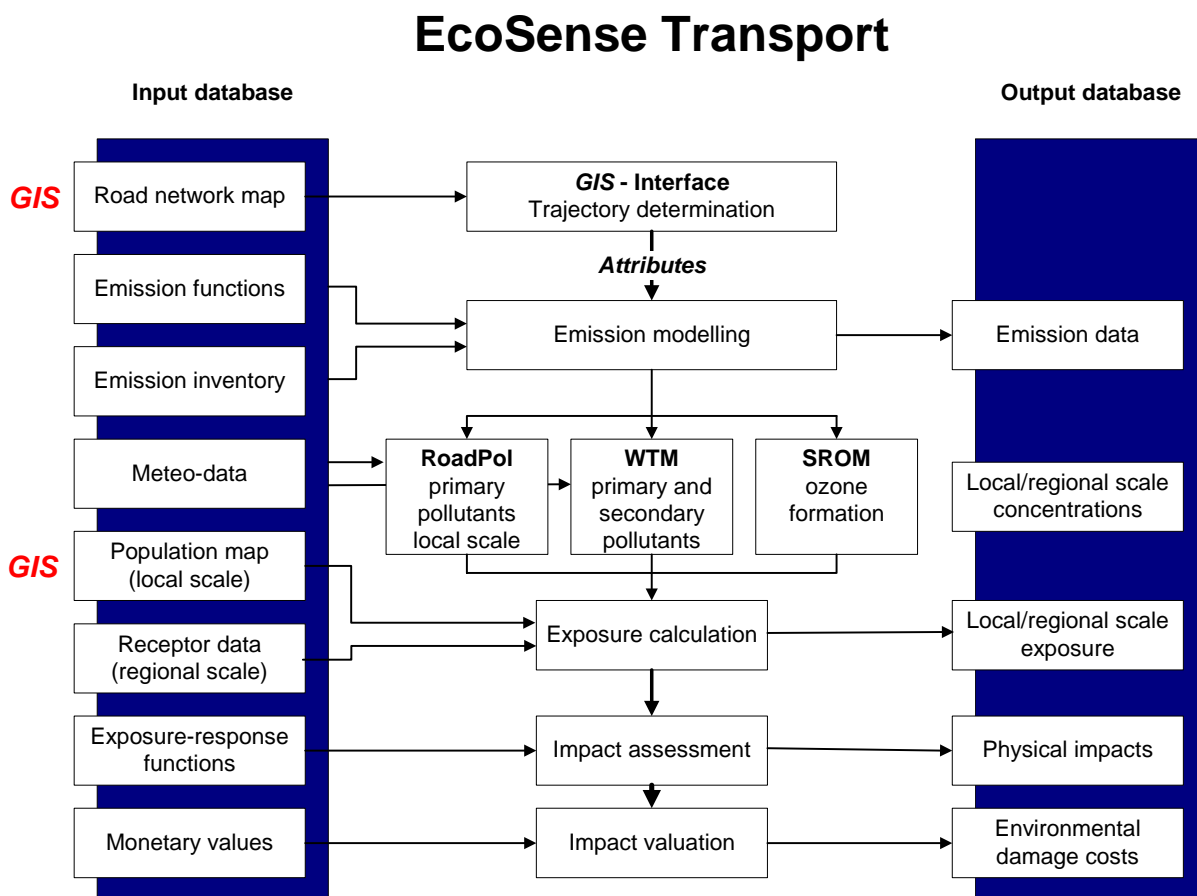 EcoSense Transport
Input database
Output database
GIS
Road network map
GIS - Interface
Trajectory determination
Attributes
Emission functions
Emission modelling
Emission data
Emission inventory
Meteo-data
RoadPol
primary
pollutants
local scale
WTM
primary and
secondary
pollutants
SROM
ozone
formation
Local/regional scale
concentrations
GIS
Population map
(local scale)
Exposure calculation
Local/regional scale
exposure
Receptor data
(regional scale)
Exposure-response
functions
Impact assessment
Physical impacts
Monetary values
Impact valuation
Environmental
damage costs